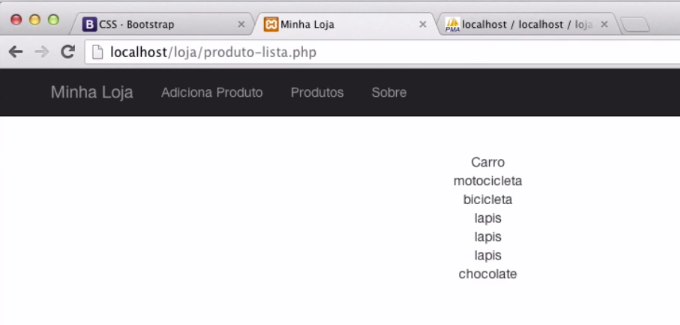 CSS · Bootstrap
Minha Loja
localhost / localhost / loja
localhost/loja/produto-lista.php
Minha Loja Adiciona Produto Produtos Sobre
Carro
motocicleta
bicicleta
lapis
lapis
lapis
chocolate